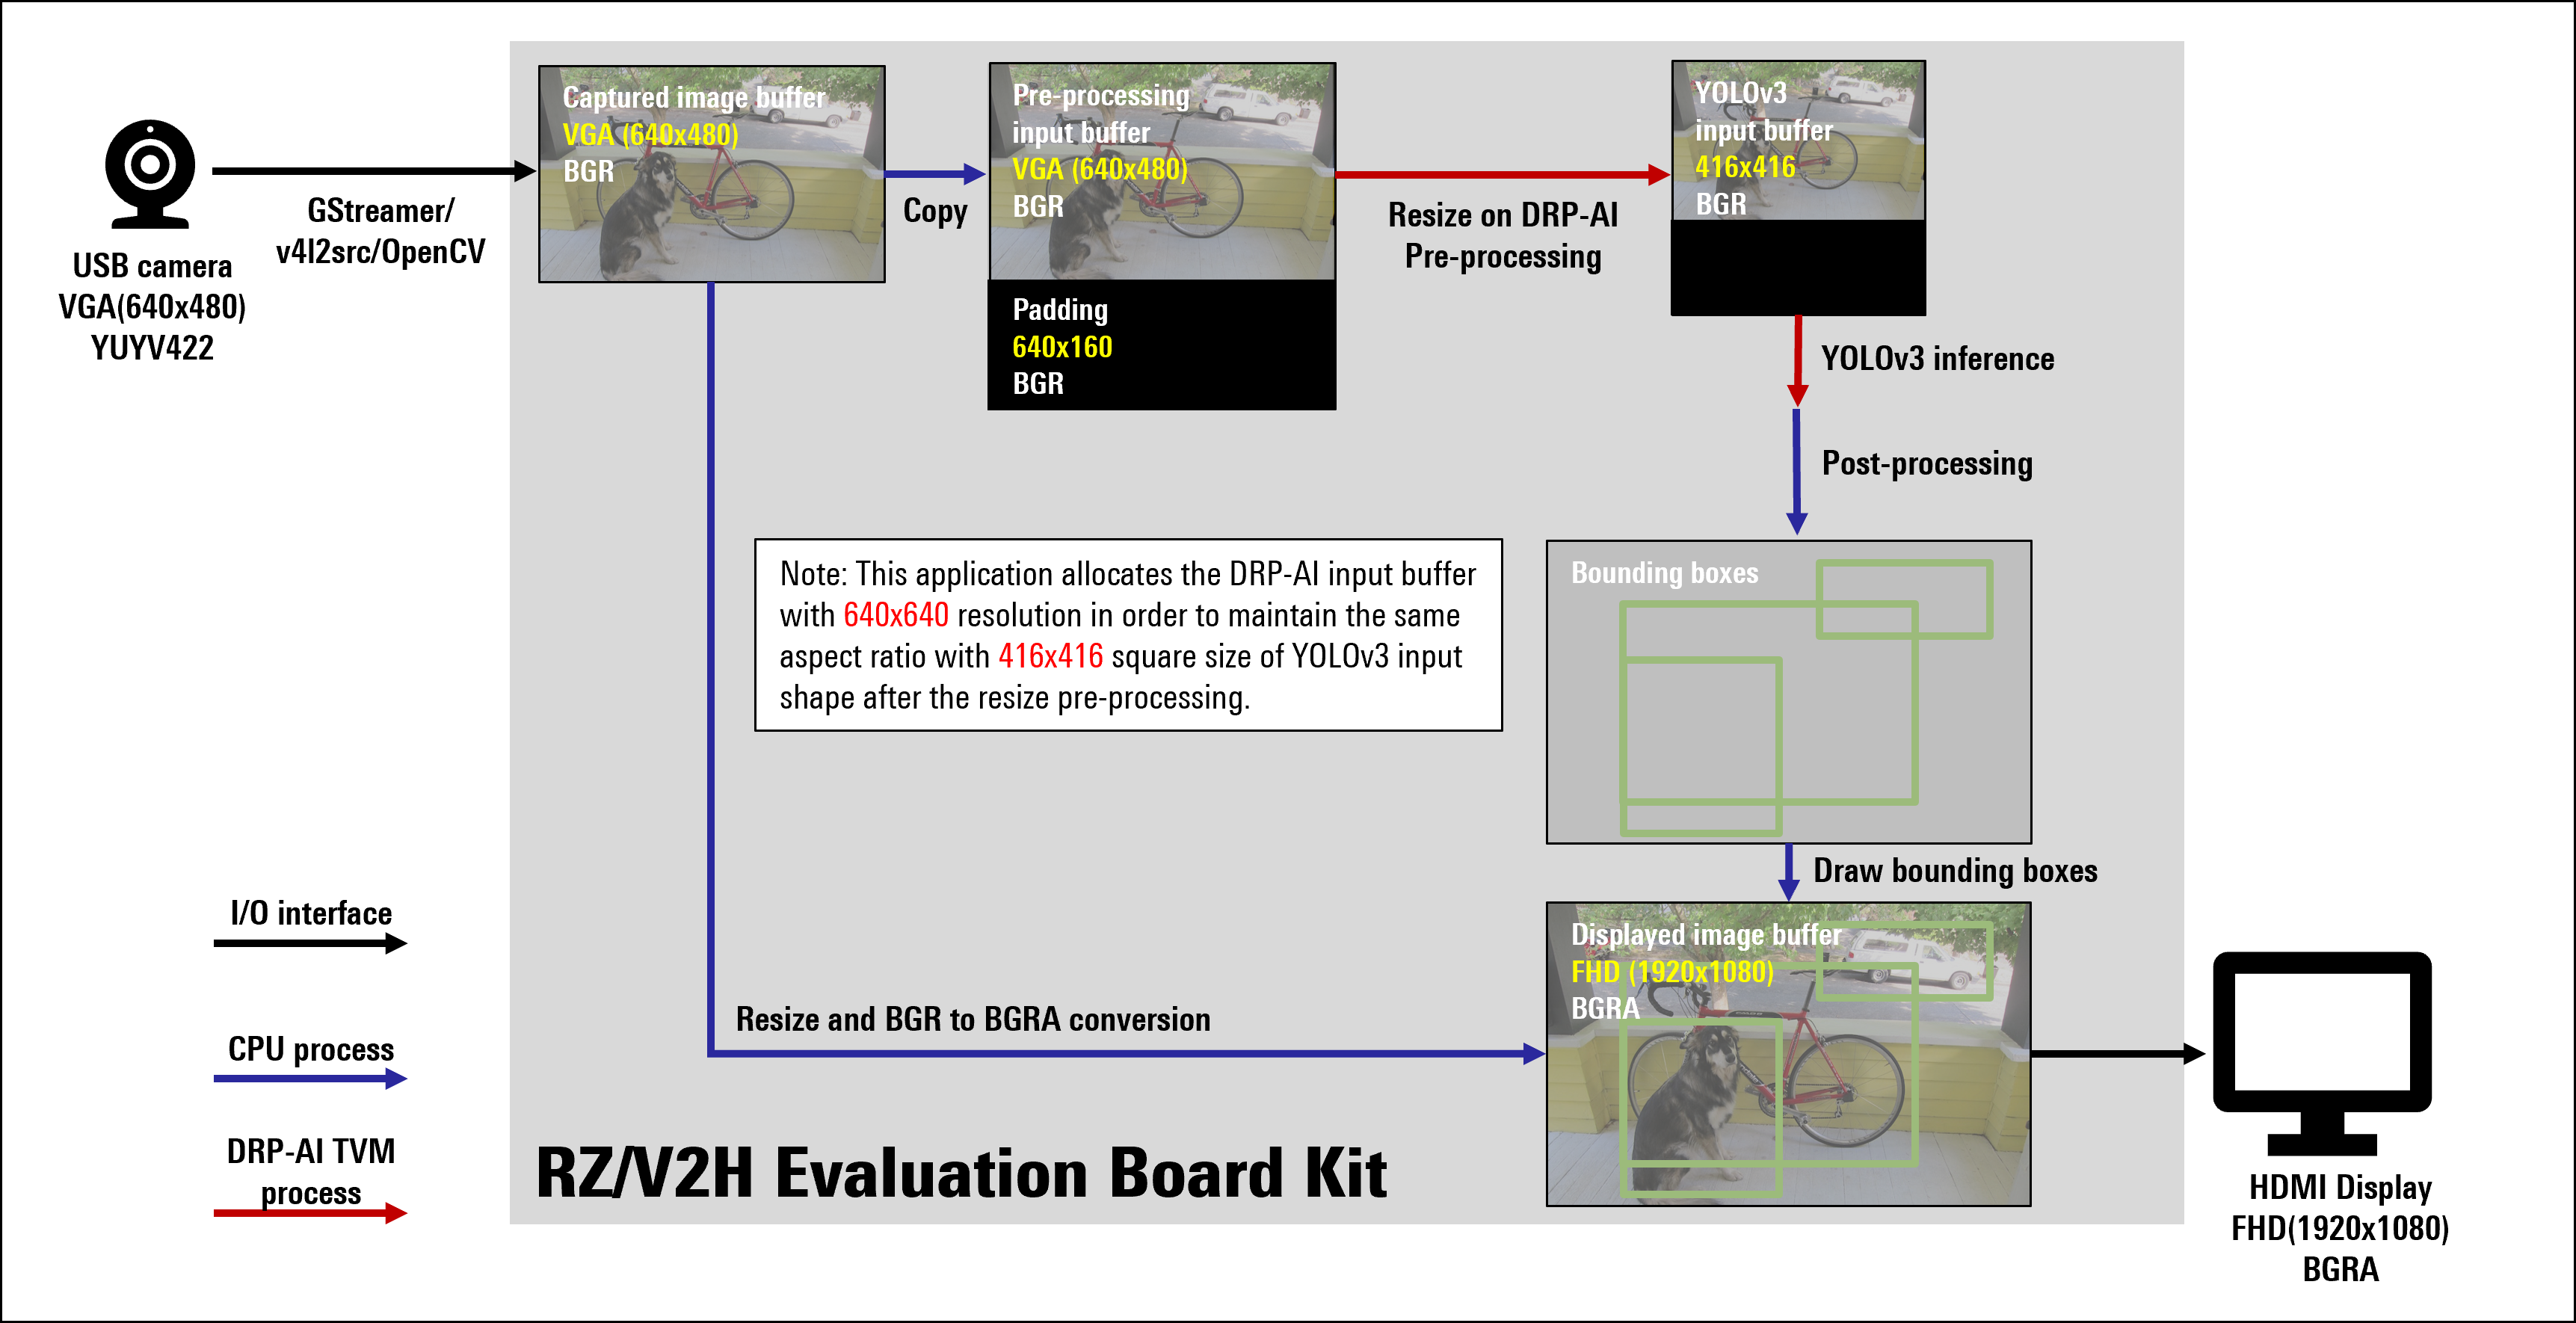 USB camera
VGA(640x480)
YUYV422
GStreamer/
v4l2src/OpenCV
Captured image buffer
VGA (640x480)
BGR
Copy
Pre-processing
input buffer
VGA (640x480)
BGR
Padding
640x160
BGR
Resize on DRP-AI
Pre-processing
YOLOv3
input buffer
416x416
BGR
YOLOv3 inference
Post-processing
Note: This application allocates the DRP-AI input buffer
with 640x640 resolution in order to maintain the same
aspect ratio with 416x416 square size of YOLOv3 input
shape after the resize pre-processing.
Bounding boxes
Draw bounding boxes
Displayed image buffer
FHD (1920x1080)
BGRA
Resize and BGR to BGRA conversion
I/O interface
CPU process
DRP-AI TVM
process
RZ/V2H Evaluation Board Kit
HDMI Display
FHD(1920x1080)
BGRA